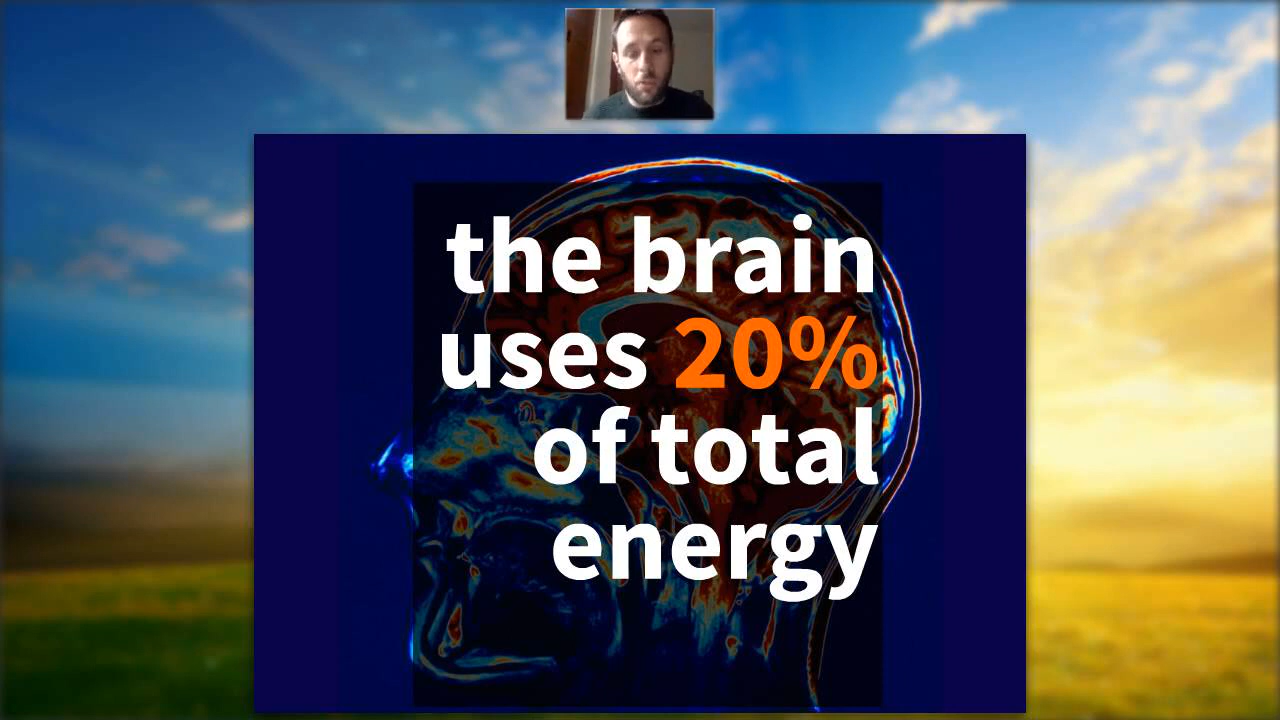 the brain
uses 20%
of total
energy